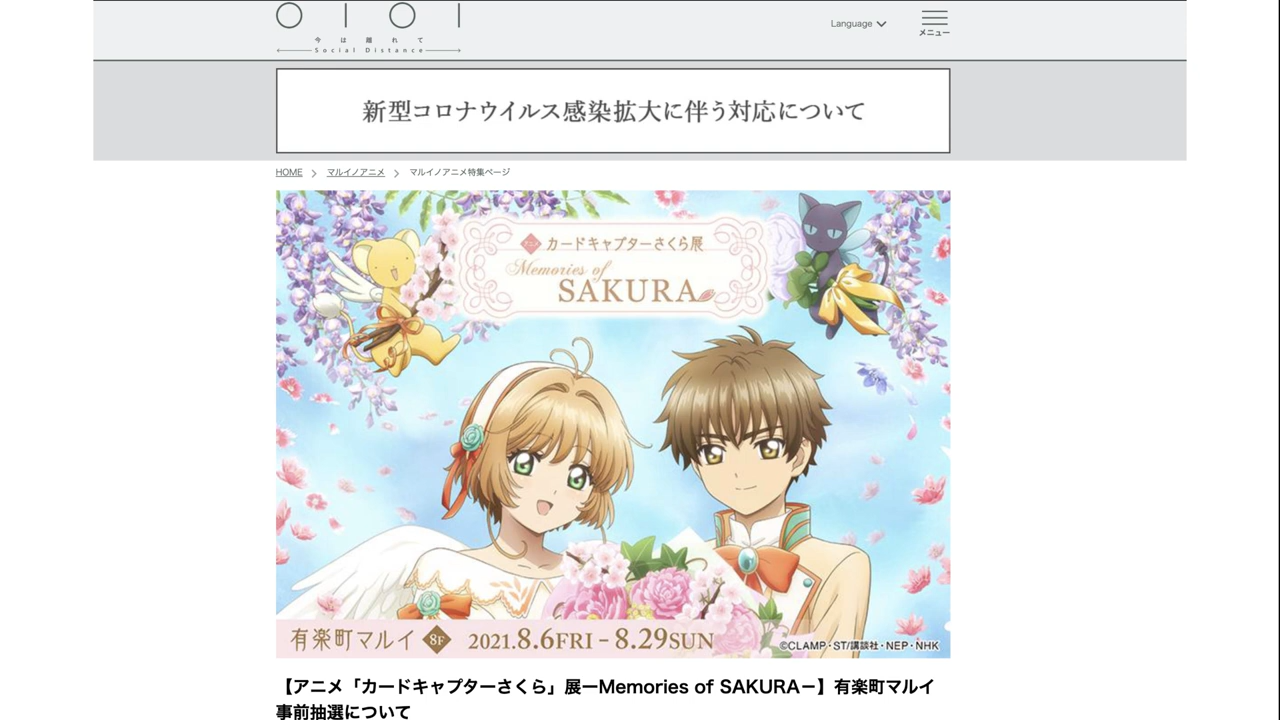 OIOI
今は離れて
Social Distance
Language
メニュー
新型コロナウイルス感染拡大に伴う対応について
HOME > マルイノアニメ > マルイノアニメ特集ページ
アニメ カードキャプターさくら展
Memories of
SAKURA
有楽町マルイ 8F 2021.8.6FRI - 8.29SUN
©CLAMP・ST/講談社・NEP・NHK
【アニメ「カードキャプターさくら」展ーMemories of SAKURAー】有楽町マルイ
事前抽選について